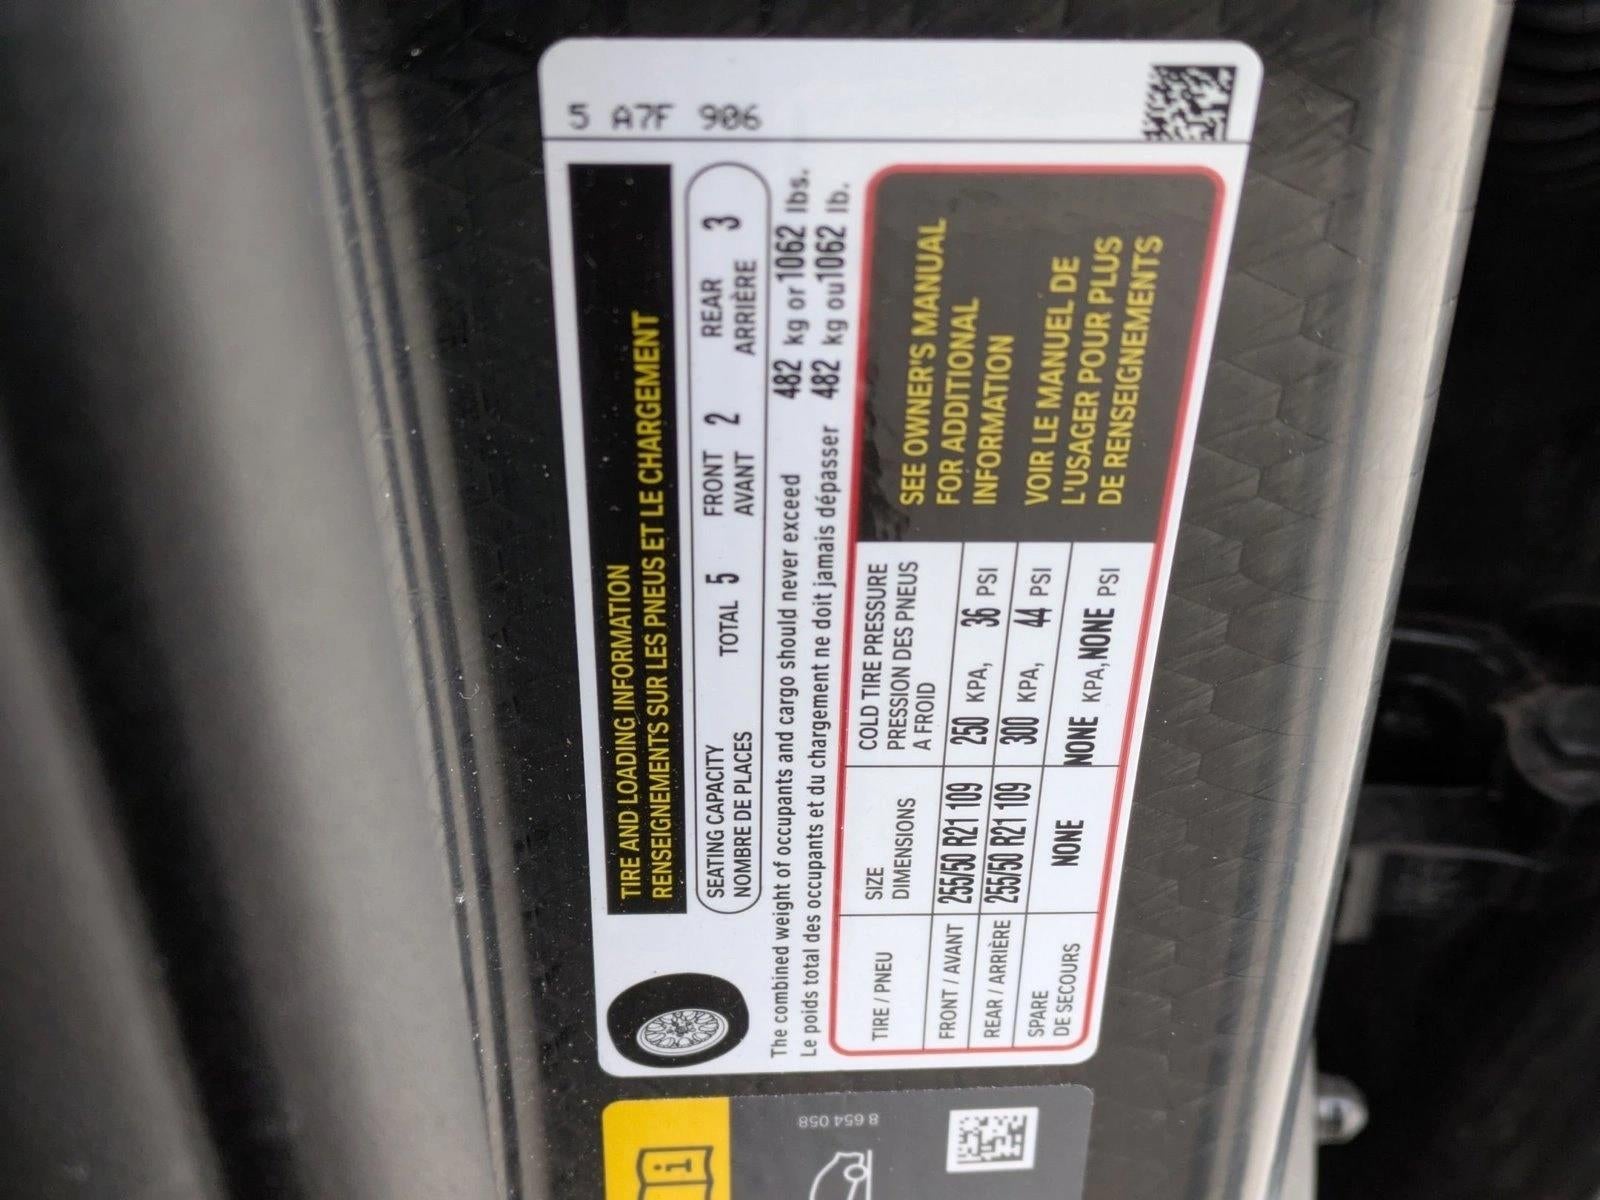 5 A7F 906
TIRE AND LOADING INFORMATION
RENSEIGNEMENTS SUR LES PNEUS ET LE CHARGEMENT
SEATING CAPACITY TOTAL 5 FRONT 2 REAR 3
NOMBRE DE PLACES AVANT ARRIÈRE
The combined weight of occupants and cargo should never exceed 482 kg or 1062 lbs.
Le poids total des occupants et du chargement ne doit jamais dépasser 482 kg ou 1062 lb.
TIRE / PNEU SIZE COLD TIRE PRESSURE
DIMENSIONS PRESSION DES PNEUS
A FROID
FRONT / AVANT 255/50 R21 109 250 KPA, 36 PSI
REAR / ARRIÈRE 255/50 R21 109 300 KPA, 44 PSI
SPARE NONE NONE KPA, NONE PSI
DE SECOURS
SEE OWNER'S MANUAL
FOR ADDITIONAL
INFORMATION
VOIR LE MANUEL DE
L'USAGER POUR PLUS
DE RENSEIGNEMENTS
8 654 058
i